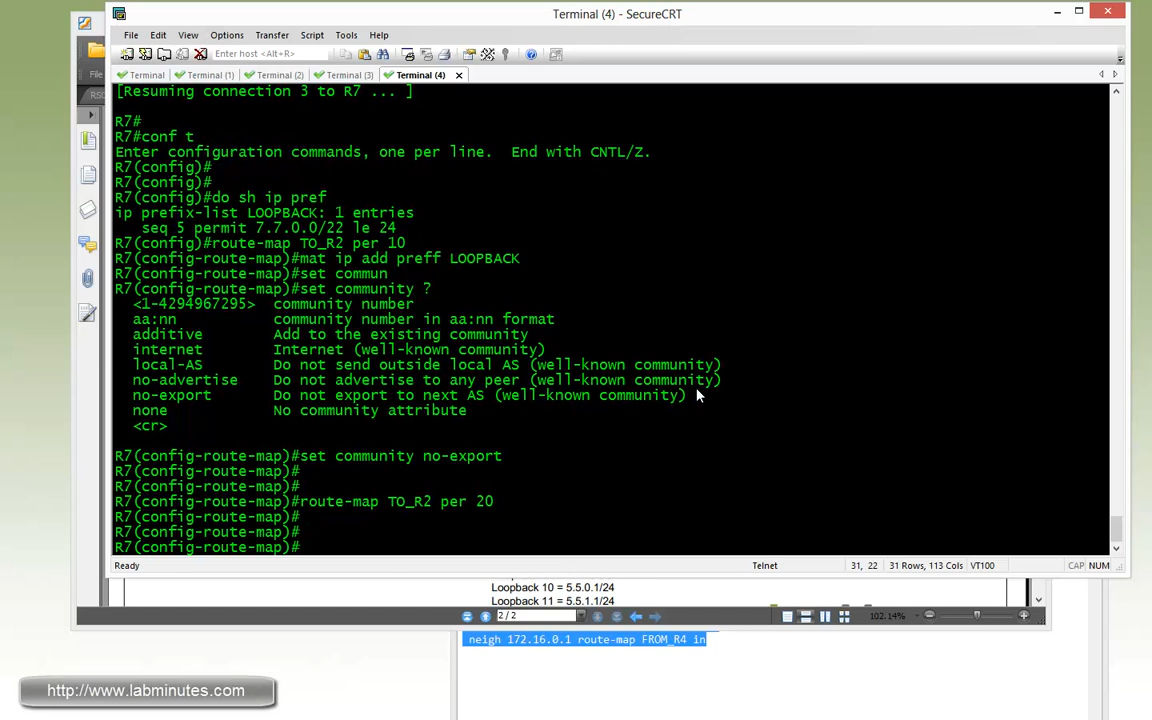 Terminal (4) - SecureCRT
File Edit View Options Transfer Script Tools Help
Enter host <Alt+R>
Terminal Terminal (1) Terminal (2) Terminal (3) Terminal (4)
File
RSC
[Resuming connection 3 to R7 ... ]
R7#
R7#conf t
Enter configuration commands, one per line. End with CNTL/Z.
R7(config)#
R7(config)#
R7(config)#do sh ip pref
ip prefix-list LOOPBACK: 1 entries
seq 5 permit 7.7.0.0/22 le 24
R7(config)#route-map TO_R2 per 10
R7(config-route-map)#mat ip add preff LOOPBACK
R7(config-route-map)#set commun
R7(config-route-map)#set community ?
<1-4294967295> community number
aa:nn community number in aa:nn format
additive Add to the existing community
internet Internet (well-known community)
local-AS Do not send outside local AS (well-known community)
no-advertise Do not advertise to any peer (well-known community)
no-export Do not export to next AS (well-known community)
none No community attribute
<cr>
R7(config-route-map)#set community no-export
R7(config-route-map)#
R7(config-route-map)#
R7(config-route-map)#route-map TO_R2 per 20
R7(config-route-map)#
R7(config-route-map)#
R7(config-route-map)#
Ready Telnet 31, 22 31 Rows, 113 Cols VT100 CAP NUM
Loopback 10 = 5.5.0.1/24
Loopback 11 = 5.5.1.1/24
2 / 2 102.14%
neigh 172.16.0.1 route-map FROM_R4 in
http://www.labminutes.com